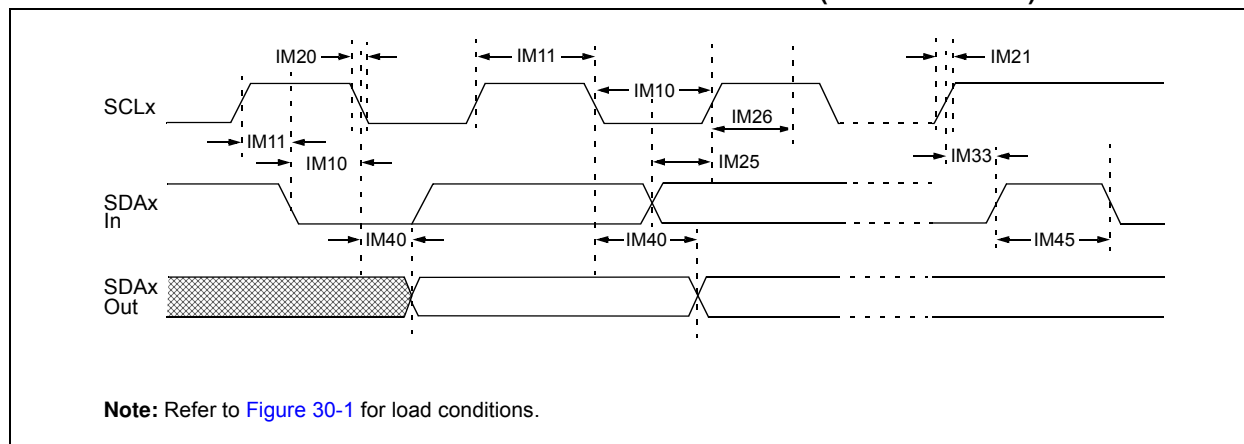 IM20
IM11
IM21
IM10
SCLx
IM26
IM11
IM10
IM25
IM33
SDAx
In
IM40
IM40
IM45
SDAx
Out
Note: Refer to Figure 30-1 for load conditions.